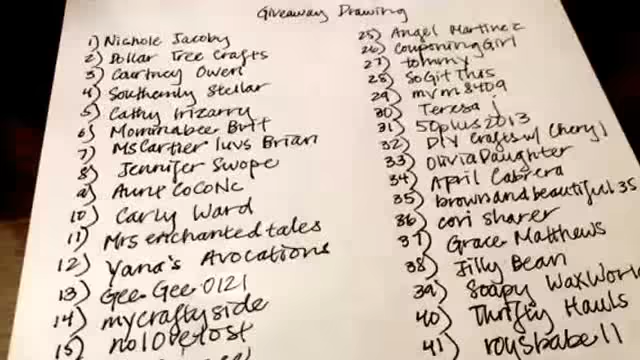 Giveaway Drawing
1) Nichole Jacoby
2) Dollar Tree Crafts
3) Courtney Owen
4) Southernly Stellar
5) Cathy Irizarry
6) Mommabee Britt
7) MsCartier luvs Brian
8) Jennifer Swope
9) Aunt CoCoNC
10) Carly Ward
11) Mrs enchanted tales
12) Yana's Avocations
13) Gee Gee 0121
14) mycraftyside
15) no10velost
25) Angel Martinez
26) CouponingGirl
27) tommy
28) SoGitThis
29) mvm8409
30) Teresa j
31) 50plus2013
32) DIY Crafts w/ Cheryl
33) OliviaDaughter
34) April Cabrera
35) brownandbeautiful35
36) cori sharer
37) Grace Matthews
38) Jilly Bean
39) Soapy WaxWorld
40) Thrifty Hauls
41) roysbabe11